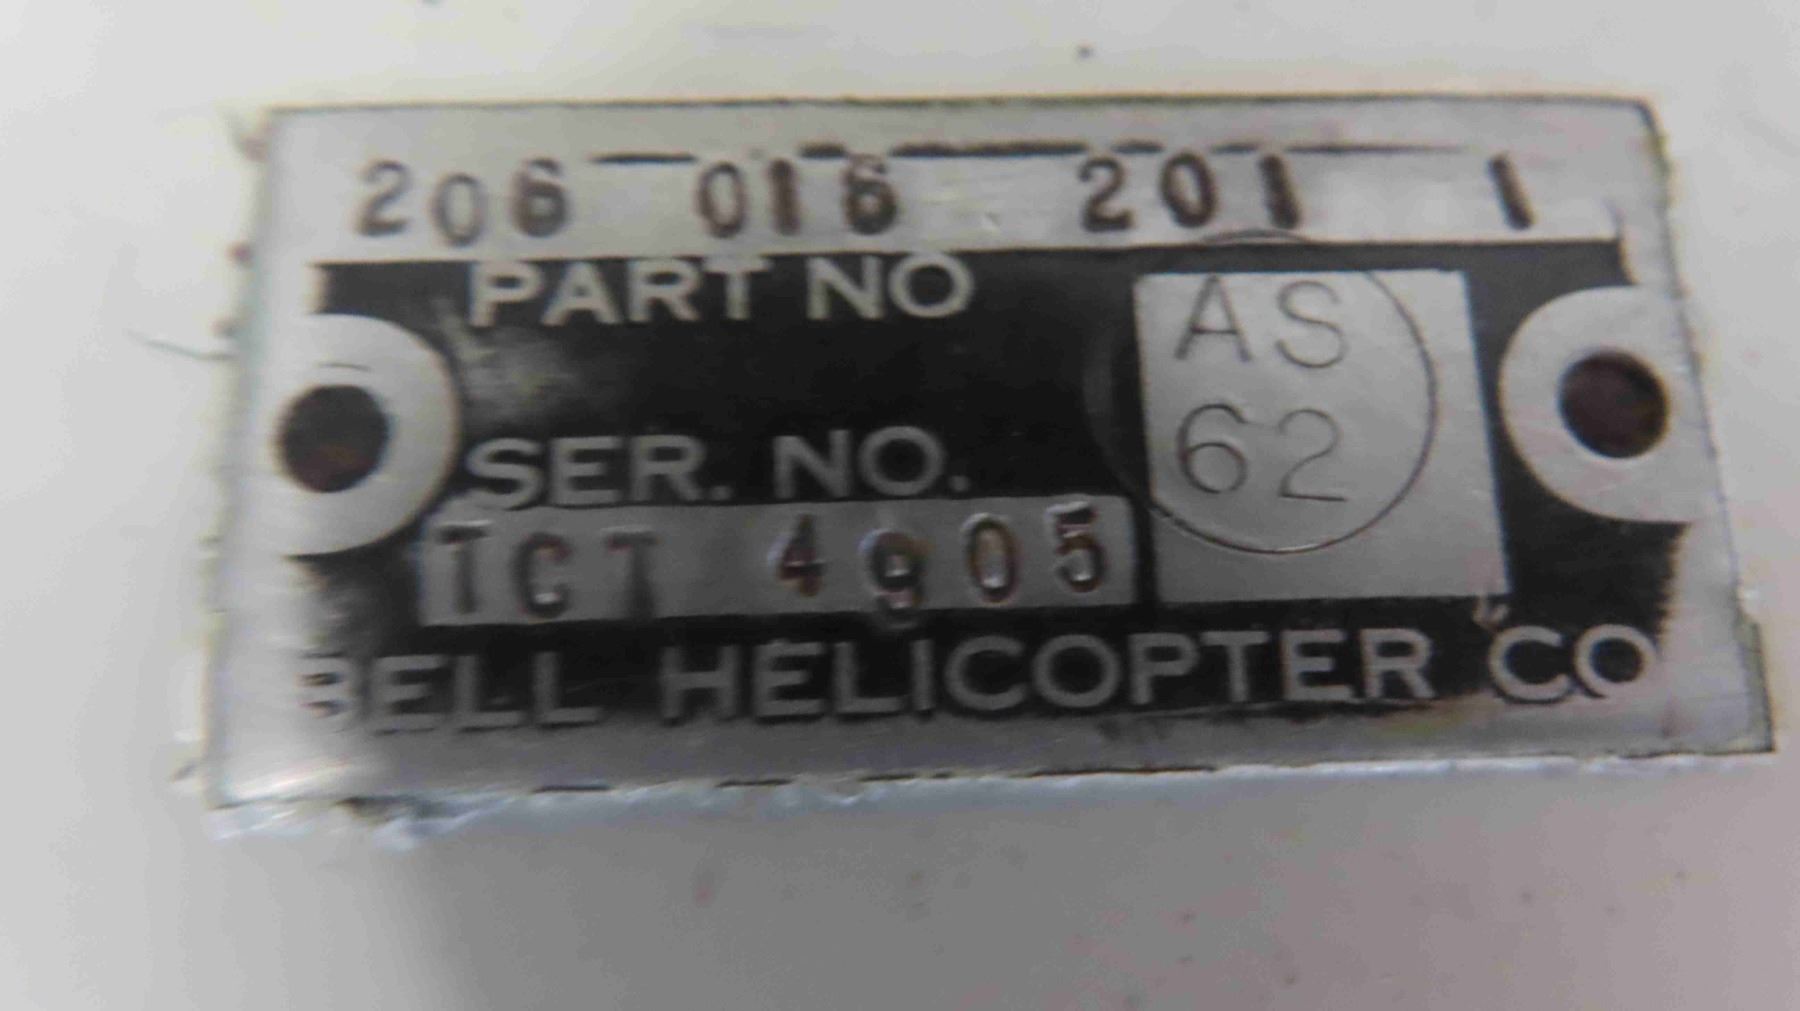 206 016 201 1
PART NO
AS
62
SER. NO.
TCT 4905
BELL HELICOPTER CO